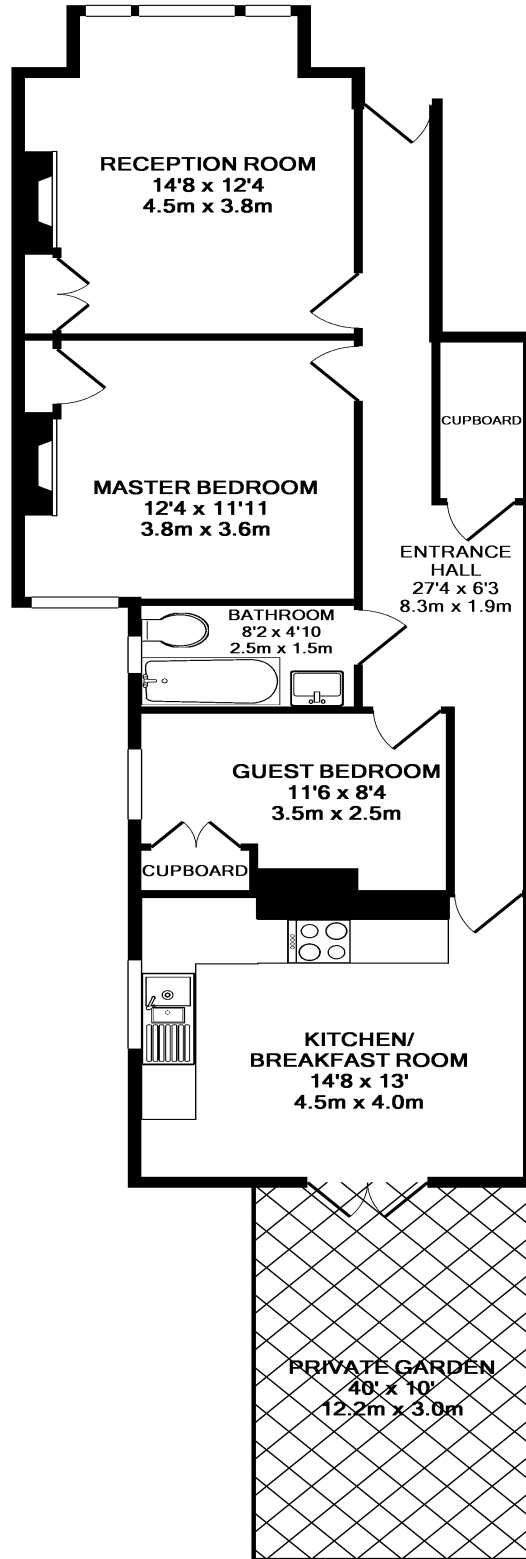 RECEPTION ROOM
14'8 x 12'4
4.5m x 3.8m
CUPBOARD
MASTER BEDROOM
12'4 x 11'11
3.8m x 3.6m
ENTRANCE
HALL
27'4 x 6'3
8.3m x 1.9m
BATHROOM
8'2 x 4'10
2.5m x 1.5m
GUEST BEDROOM
11'6 x 8'4
3.5m x 2.5m
CUPBOARD
KITCHEN/
BREAKFAST ROOM
14'8 x 13'
4.5m x 4.0m
PRIVATE GARDEN
40' x 10'
12.2m x 3.0m